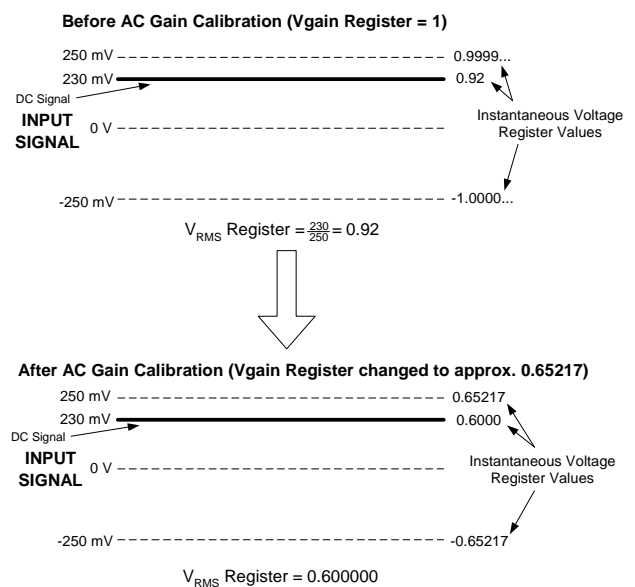 Before AC Gain Calibration (Vgain Register = 1)
250 mV 0.9999...
230 mV 0.92
DC Signal
INPUT SIGNAL
0 V
Instantaneous Voltage
Register Values
-250 mV -1.0000...
VRMS Register = 230/250 = 0.92
After AC Gain Calibration (Vgain Register changed to approx. 0.65217)
250 mV 0.65217
230 mV 0.6000
DC Signal
INPUT SIGNAL
0 V
Instantaneous Voltage
Register Values
-250 mV -0.65217
VRMS Register = 0.600000